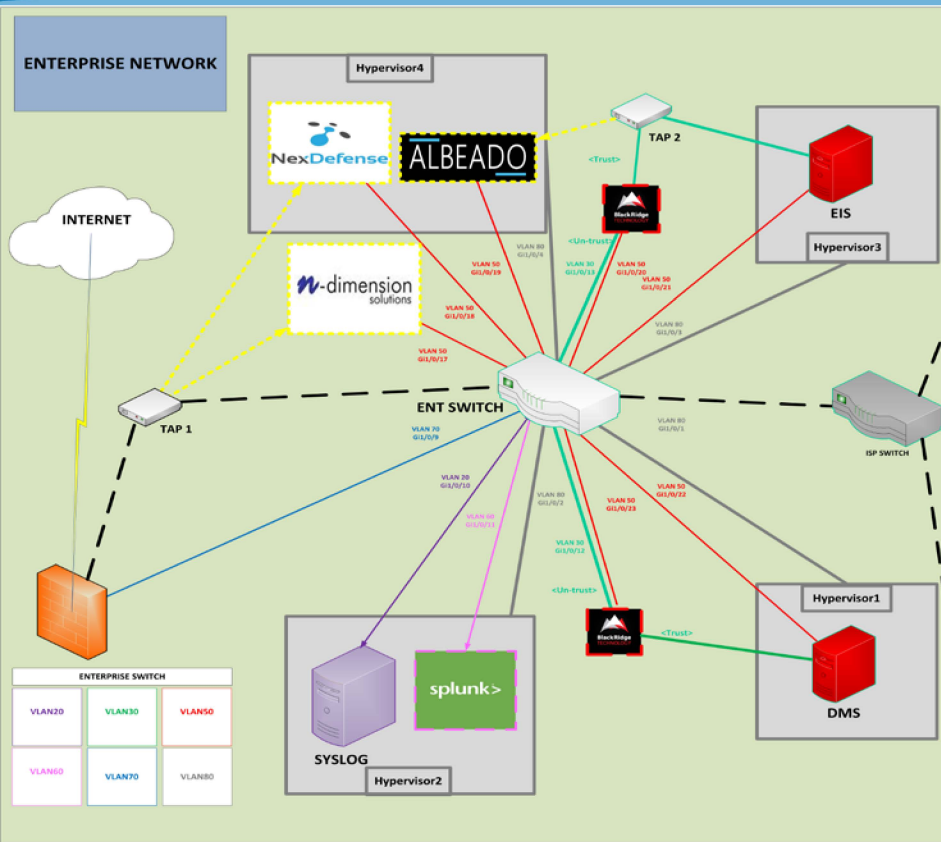 ENTERPRISE NETWORK
Hypervisor4
NexDefense
ALBEADO
TAP 2
<Trust>
BlackRidge
TECHNOLOGY
EIS
Hypervisor3
INTERNET
n-dimension
solutions
<Un-trust>
VLAN 80
Gi1/0/4
VLAN 50
Gi1/0/19
VLAN 30
Gi1/0/13
VLAN 50
Gi1/0/20
VLAN 50
Gi1/0/21
VLAN 50
Gi1/0/18
VLAN 80
Gi1/0/3
VLAN 50
Gi1/0/17
ENT SWITCH
TAP 1
ISP SWITCH
VLAN 70
Gi1/0/9
VLAN 80
Gi1/0/1
VLAN 20
Gi1/0/10
VLAN 60
Gi1/0/11
VLAN 80
Gi1/0/2
VLAN 50
Gi1/0/23
VLAN 50
Gi1/0/22
VLAN 30
Gi1/0/12
<Un-trust>
BlackRidge
TECHNOLOGY
<Trust>
Hypervisor1
DMS
splunk>
SYSLOG
Hypervisor2
ENTERPRISE SWITCH
VLAN20
VLAN30
VLAN50
VLAN60
VLAN70
VLAN80